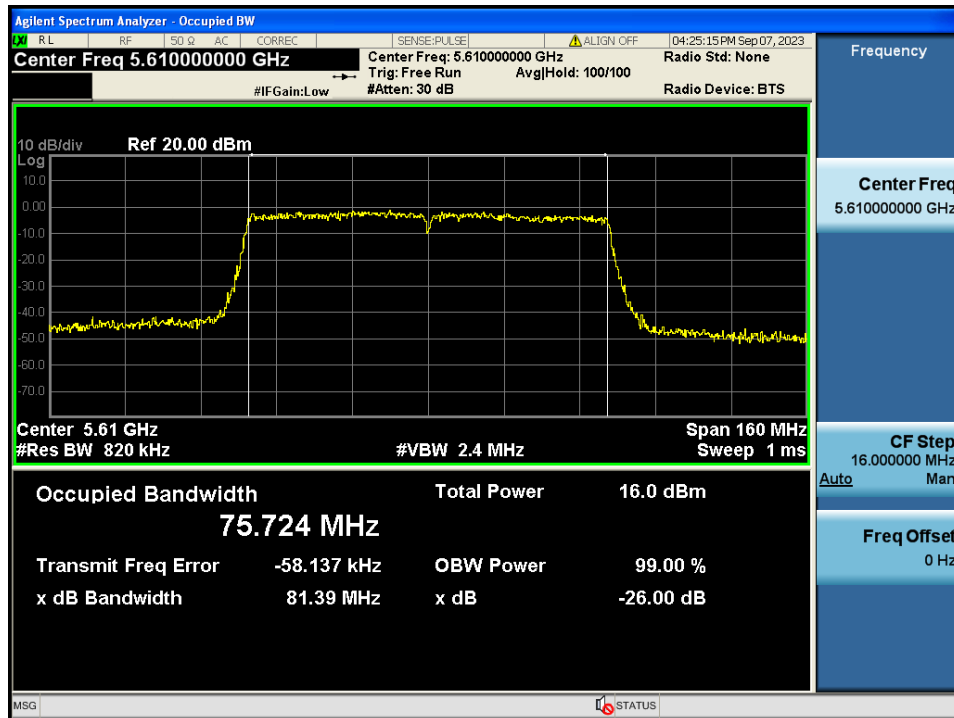 Agilent Spectrum Analyzer - Occupied BW
LXI RL RF 50 Ω AC CORREC SENSE:PULSE ALIGN OFF 04:25:15 PM Sep 07, 2023
Center Freq 5.610000000 GHz
Center Freq: 5.610000000 GHz Radio Std: None
Trig: Free Run Avg|Hold: 100/100
#IFGain:Low #Atten: 30 dB Radio Device: BTS
10 dB/div Ref 20.00 dBm
Log
10.0
0.00
-10.0
-20.0
-30.0
-40.0
-50.0
-60.0
-70.0
Center 5.61 GHz Span 160 MHz
#Res BW 820 kHz #VBW 2.4 MHz Sweep 1 ms
Occupied Bandwidth Total Power 16.0 dBm
75.724 MHz
Transmit Freq Error -58.137 kHz OBW Power 99.00 %
x dB Bandwidth 81.39 MHz x dB -26.00 dB
Frequency
Center Freq
5.610000000 GHz
CF Step
16.000000 MHz
Auto Man
Freq Offset
0 Hz
MSG STATUS